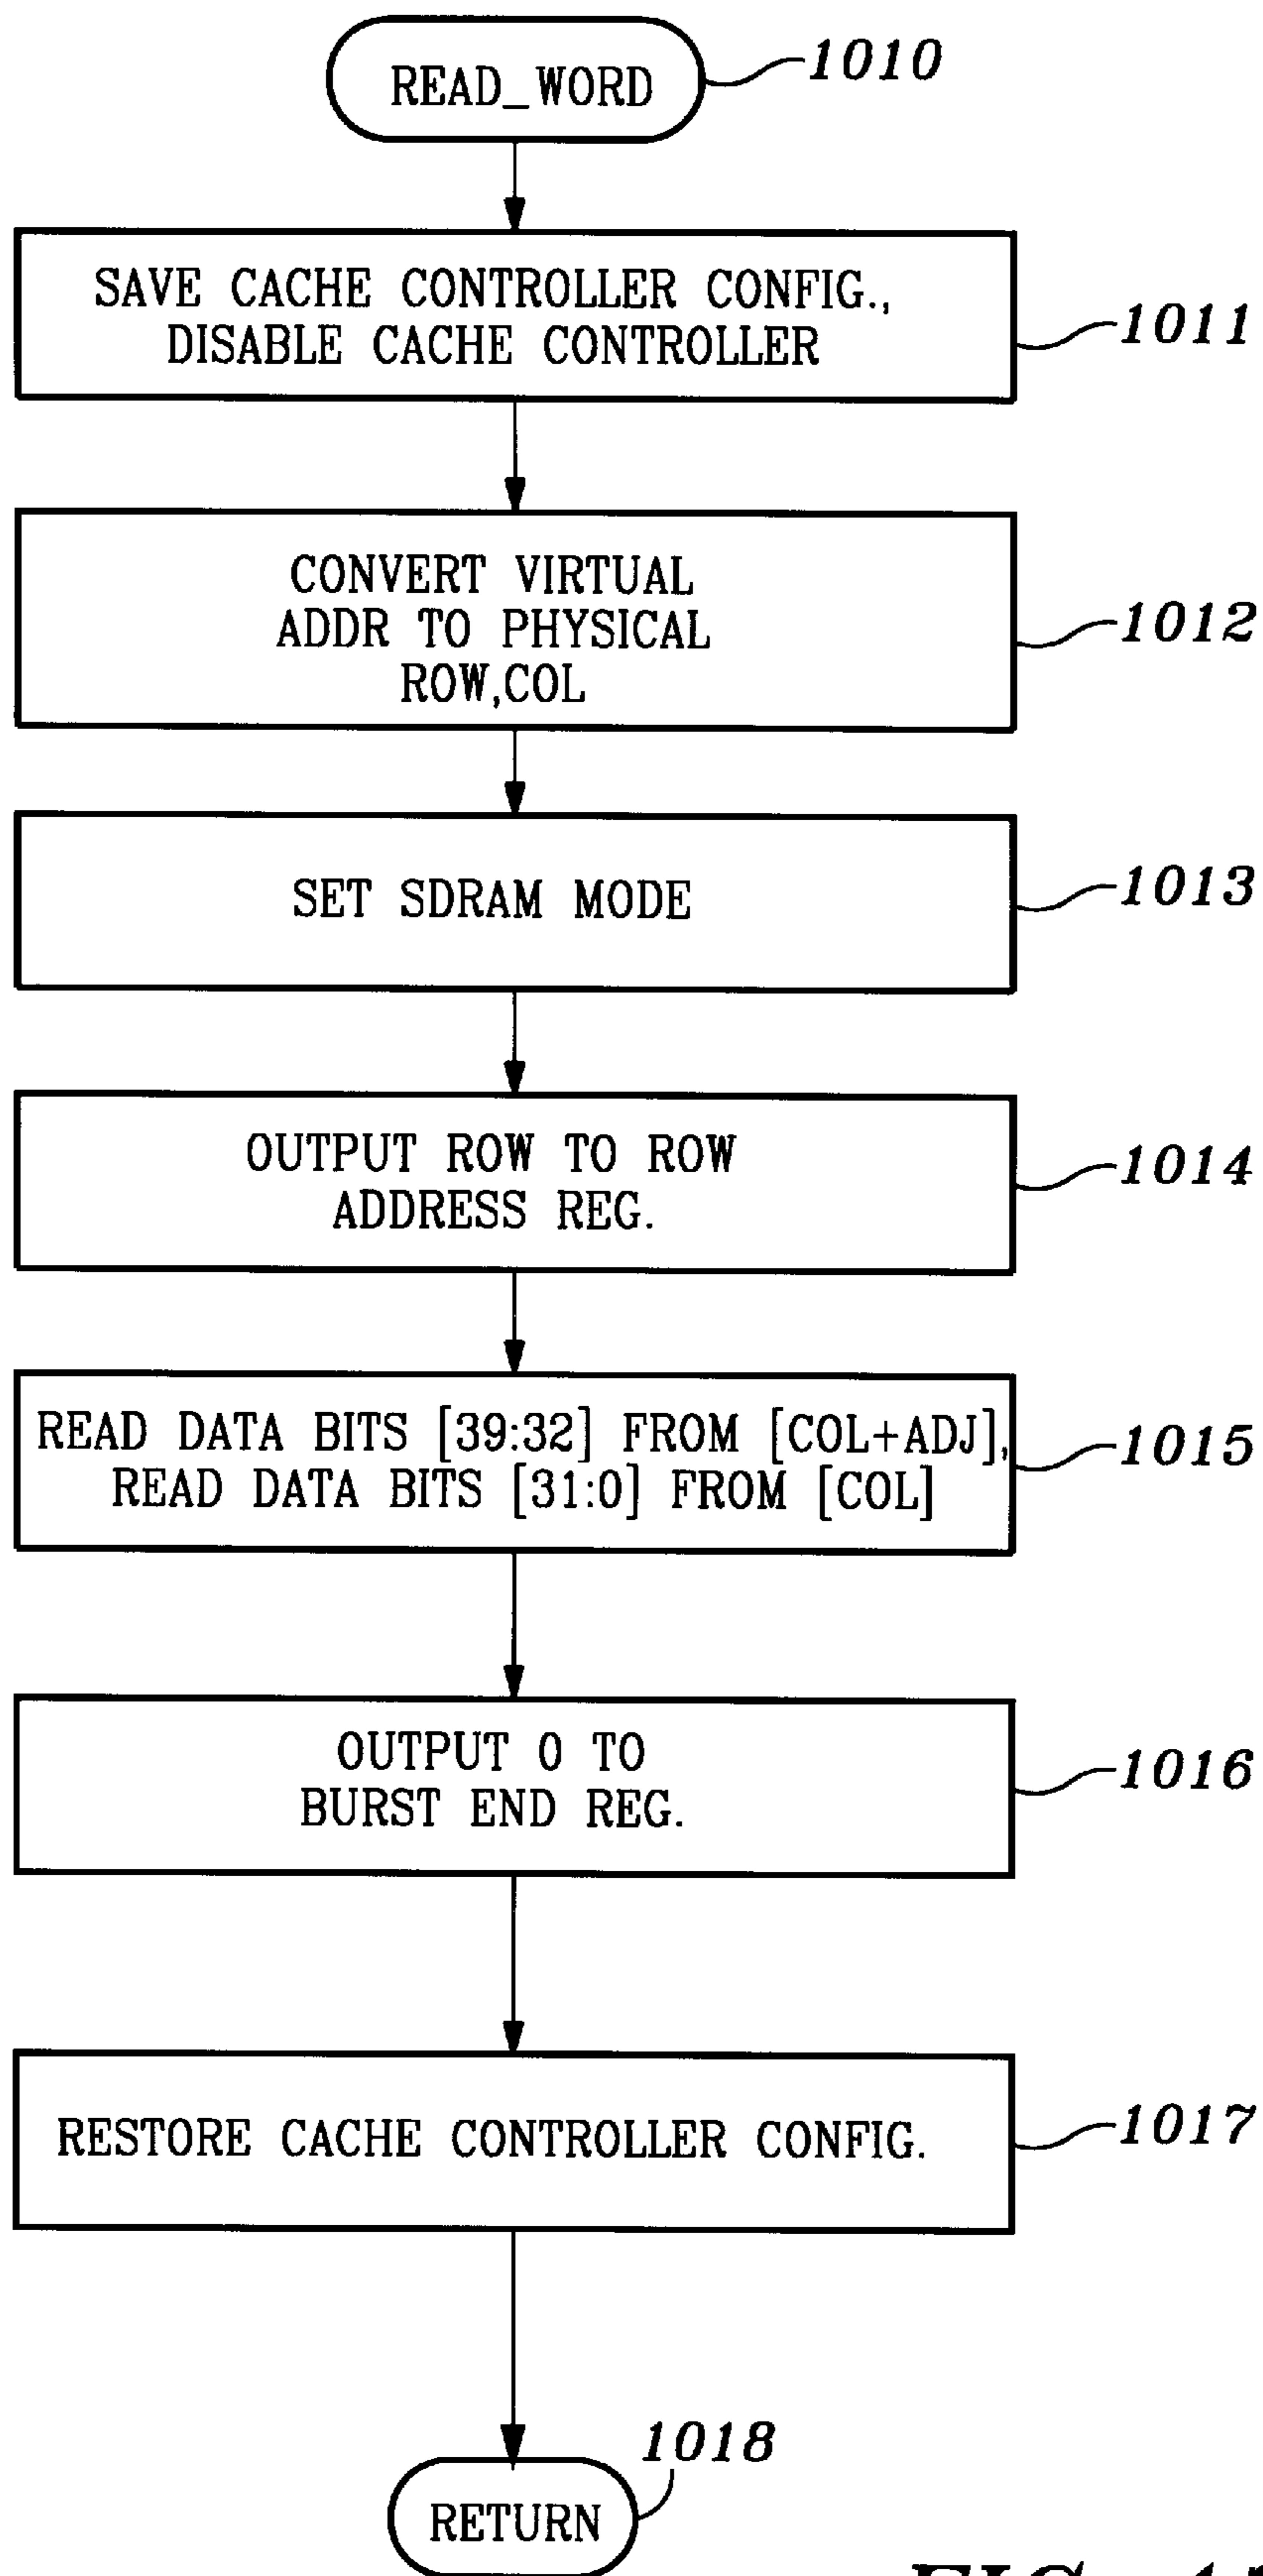 READ_WORD
1010
SAVE CACHE CONTROLLER CONFIG.,
DISABLE CACHE CONTROLLER
1011
CONVERT VIRTUAL
ADDR TO PHYSICAL
ROW,COL
1012
SET SDRAM MODE
1013
OUTPUT ROW TO ROW
ADDRESS REG.
1014
READ DATA BITS [39:32] FROM [COL+ADJ],
READ DATA BITS [31:0] FROM [COL]
1015
OUTPUT 0 TO
BURST END REG.
1016
RESTORE CACHE CONTROLLER CONFIG.
1017
1018
RETURN